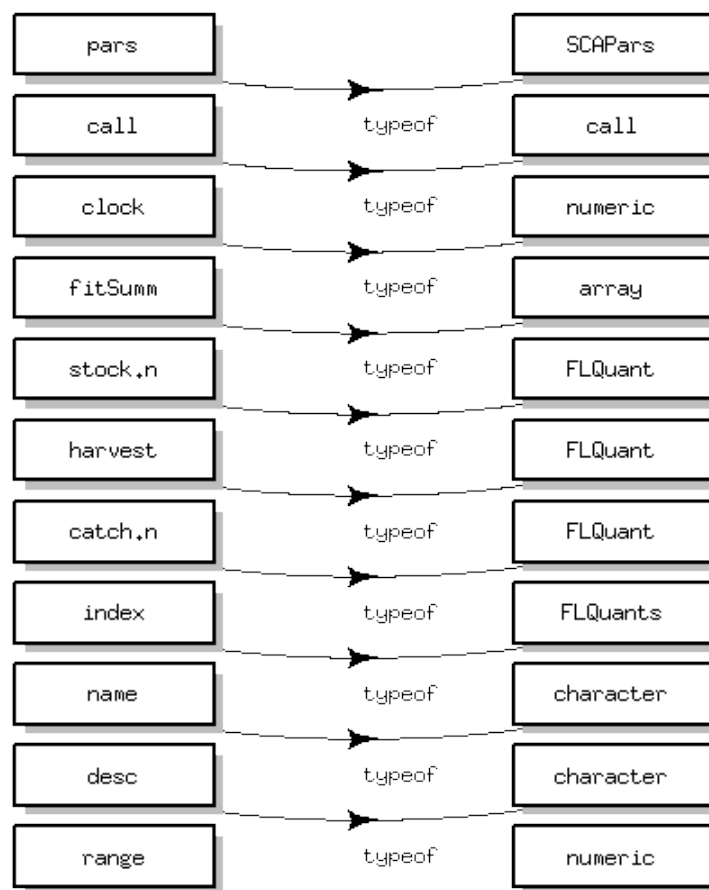 pars SCAPars
call typeof call
clock typeof numeric
fitSumm typeof array
stock.n typeof FLQuant
harvest typeof FLQuant
catch.n typeof FLQuant
index typeof FLQuants
name typeof character
desc typeof character
range typeof numeric